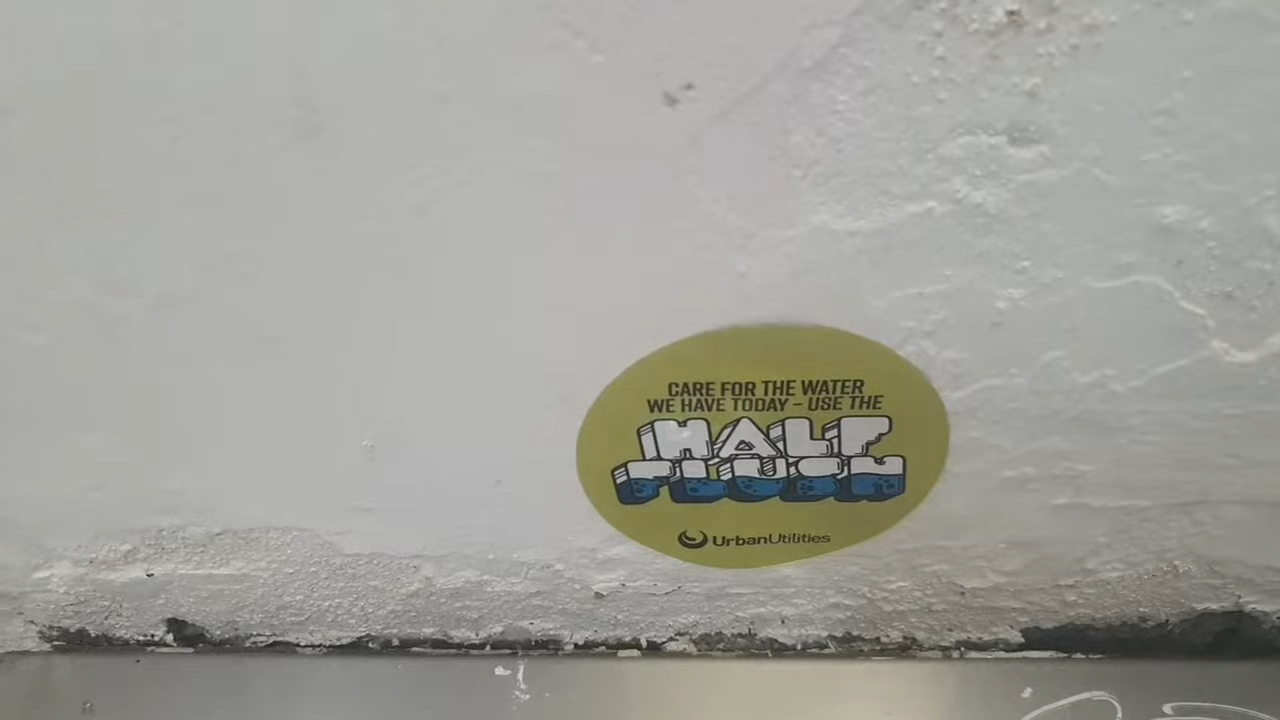 CARE FOR THE WATER
WE HAVE TODAY – USE THE
HALF
FLUSH
UrbanUtilities